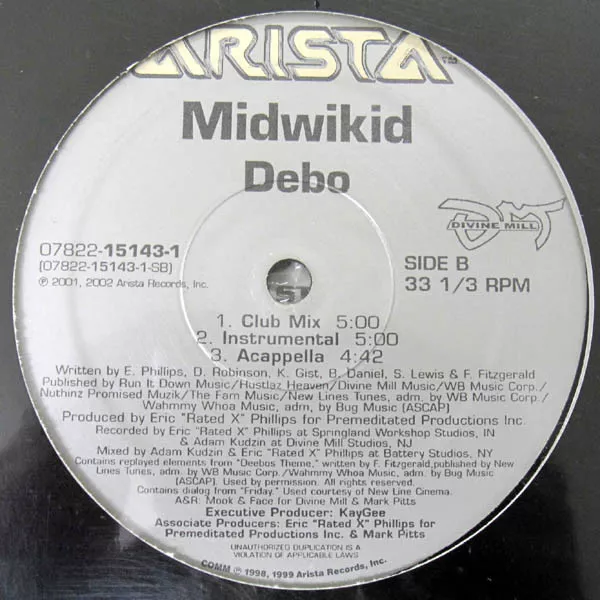 ARISTA™
Midwikid
Debo
DM
DIVINE MILL
07822-15143-1
(07822-15143-1-SB)
℗ 2001, 2002 Arista Records, Inc.
SIDE B
33 1/3 RPM
1. Club Mix 5:00
2. Instrumental 5:00
3. Acappella 4:42
Written by E. Phillips, D. Robinson, K. Gist, B. Daniel, S. Lewis & F. Fitzgerald
Published by Run It Down Music/Hustlaz Heaven/Divine Mill Music/WB Music Corp./
Nuthinz Promised Muzik/The Fam Music/New Lines Tunes, adm. by WB Music Corp./
Wahmmy Whoa Music, adm. by Bug Music (ASCAP)
Produced by Eric "Rated X" Phillips for Premeditated Productions Inc.
Recorded by Eric "Rated X" Phillips at Springland Workshop Studios, IN
& Adam Kudzin at Divine Mill Studios, NJ
Mixed by Adam Kudzin & Eric "Rated X" Phillips at Battery Studios, NY
Contains replayed elements from "Deebos Theme," written by F. Fitzgerald,published by New
Lines Tunes, adm. by WB Music Corp./Wahmmy Whoa Music, adm. by Bug Music
(ASCAP). Used by permission. All rights reserved.
Contains dialog from "Friday." Used courtesy of New Line Cinema.
A&R: Mook & Face for Divine Mill & Mark Pitts
Executive Producer: KayGee
Associate Producers: Eric "Rated X" Phillips for
Premeditated Productions Inc. & Mark Pitts
UNAUTHORIZED DUPLICATION IS A
VIOLATION OF APPLICABLE LAWS
COMM ℗ 1998, 1999 Arista Records, Inc.